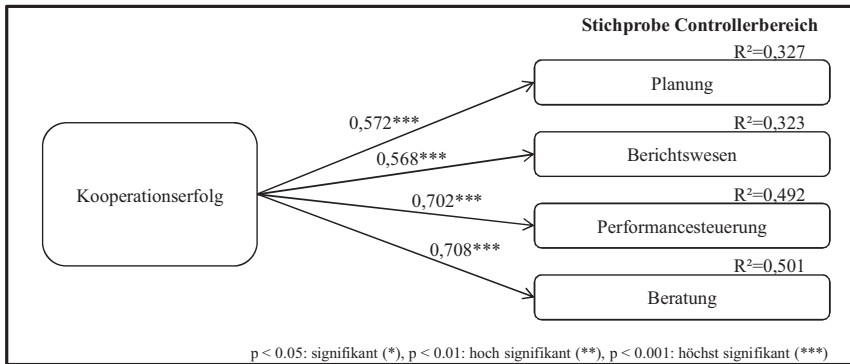 Stichprobe Controllerbereich
R²=0,327
Planung
0,572***
R²=0,323
Berichtswesen
0,568***
Kooperationserfolg
R²=0,492
0,702***
Performancesteuerung
0,708***
R²=0,501
Beratung
p < 0.05: signifikant (*), p < 0.01: hoch signifikant (**), p < 0.001: höchst signifikant (***)